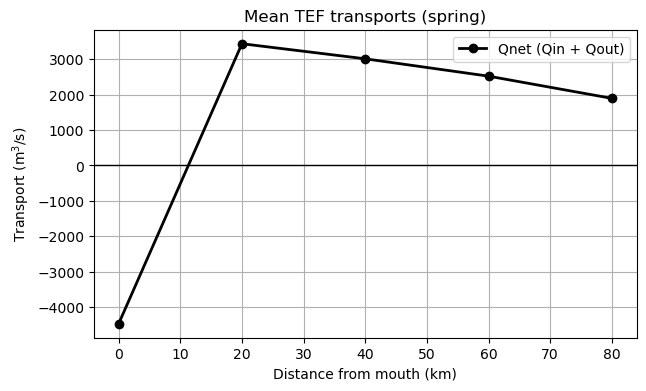 Mean TEF transports (spring)
Qnet (Qin + Qout)
Transport (m³/s)
3000
2000
1000
0
−1000
−2000
−3000
−4000
0 10 20 30 40 50 60 70 80
Distance from mouth (km)